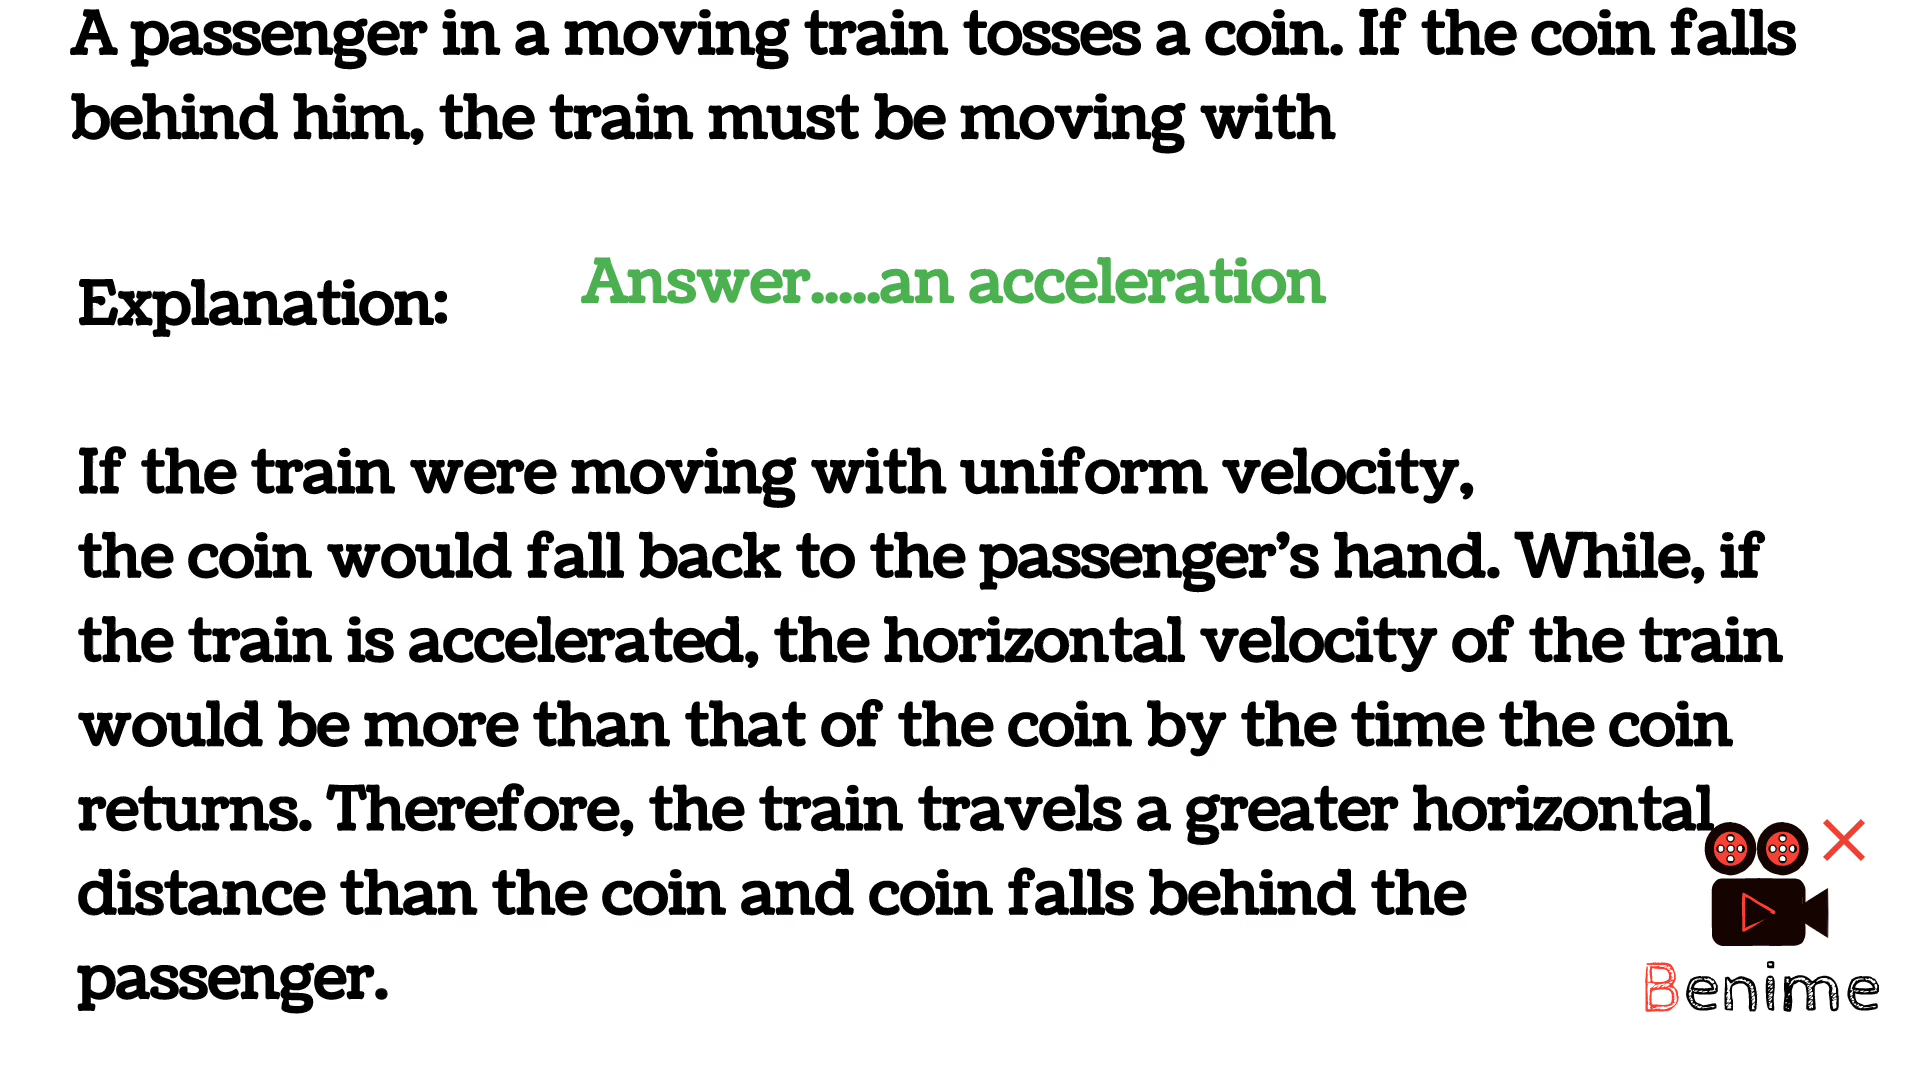 A passenger in a moving train tosses a coin. If the coin falls
behind him, the train must be moving with
Answer.....an acceleration
Explanation:
If the train were moving with uniform velocity,
the coin would fall back to the passenger’s hand. While, if
the train is accelerated, the horizontal velocity of the train
would be more than that of the coin by the time the coin
returns. Therefore, the train travels a greater horizontal
distance than the coin and coin falls behind the
passenger.
Benime